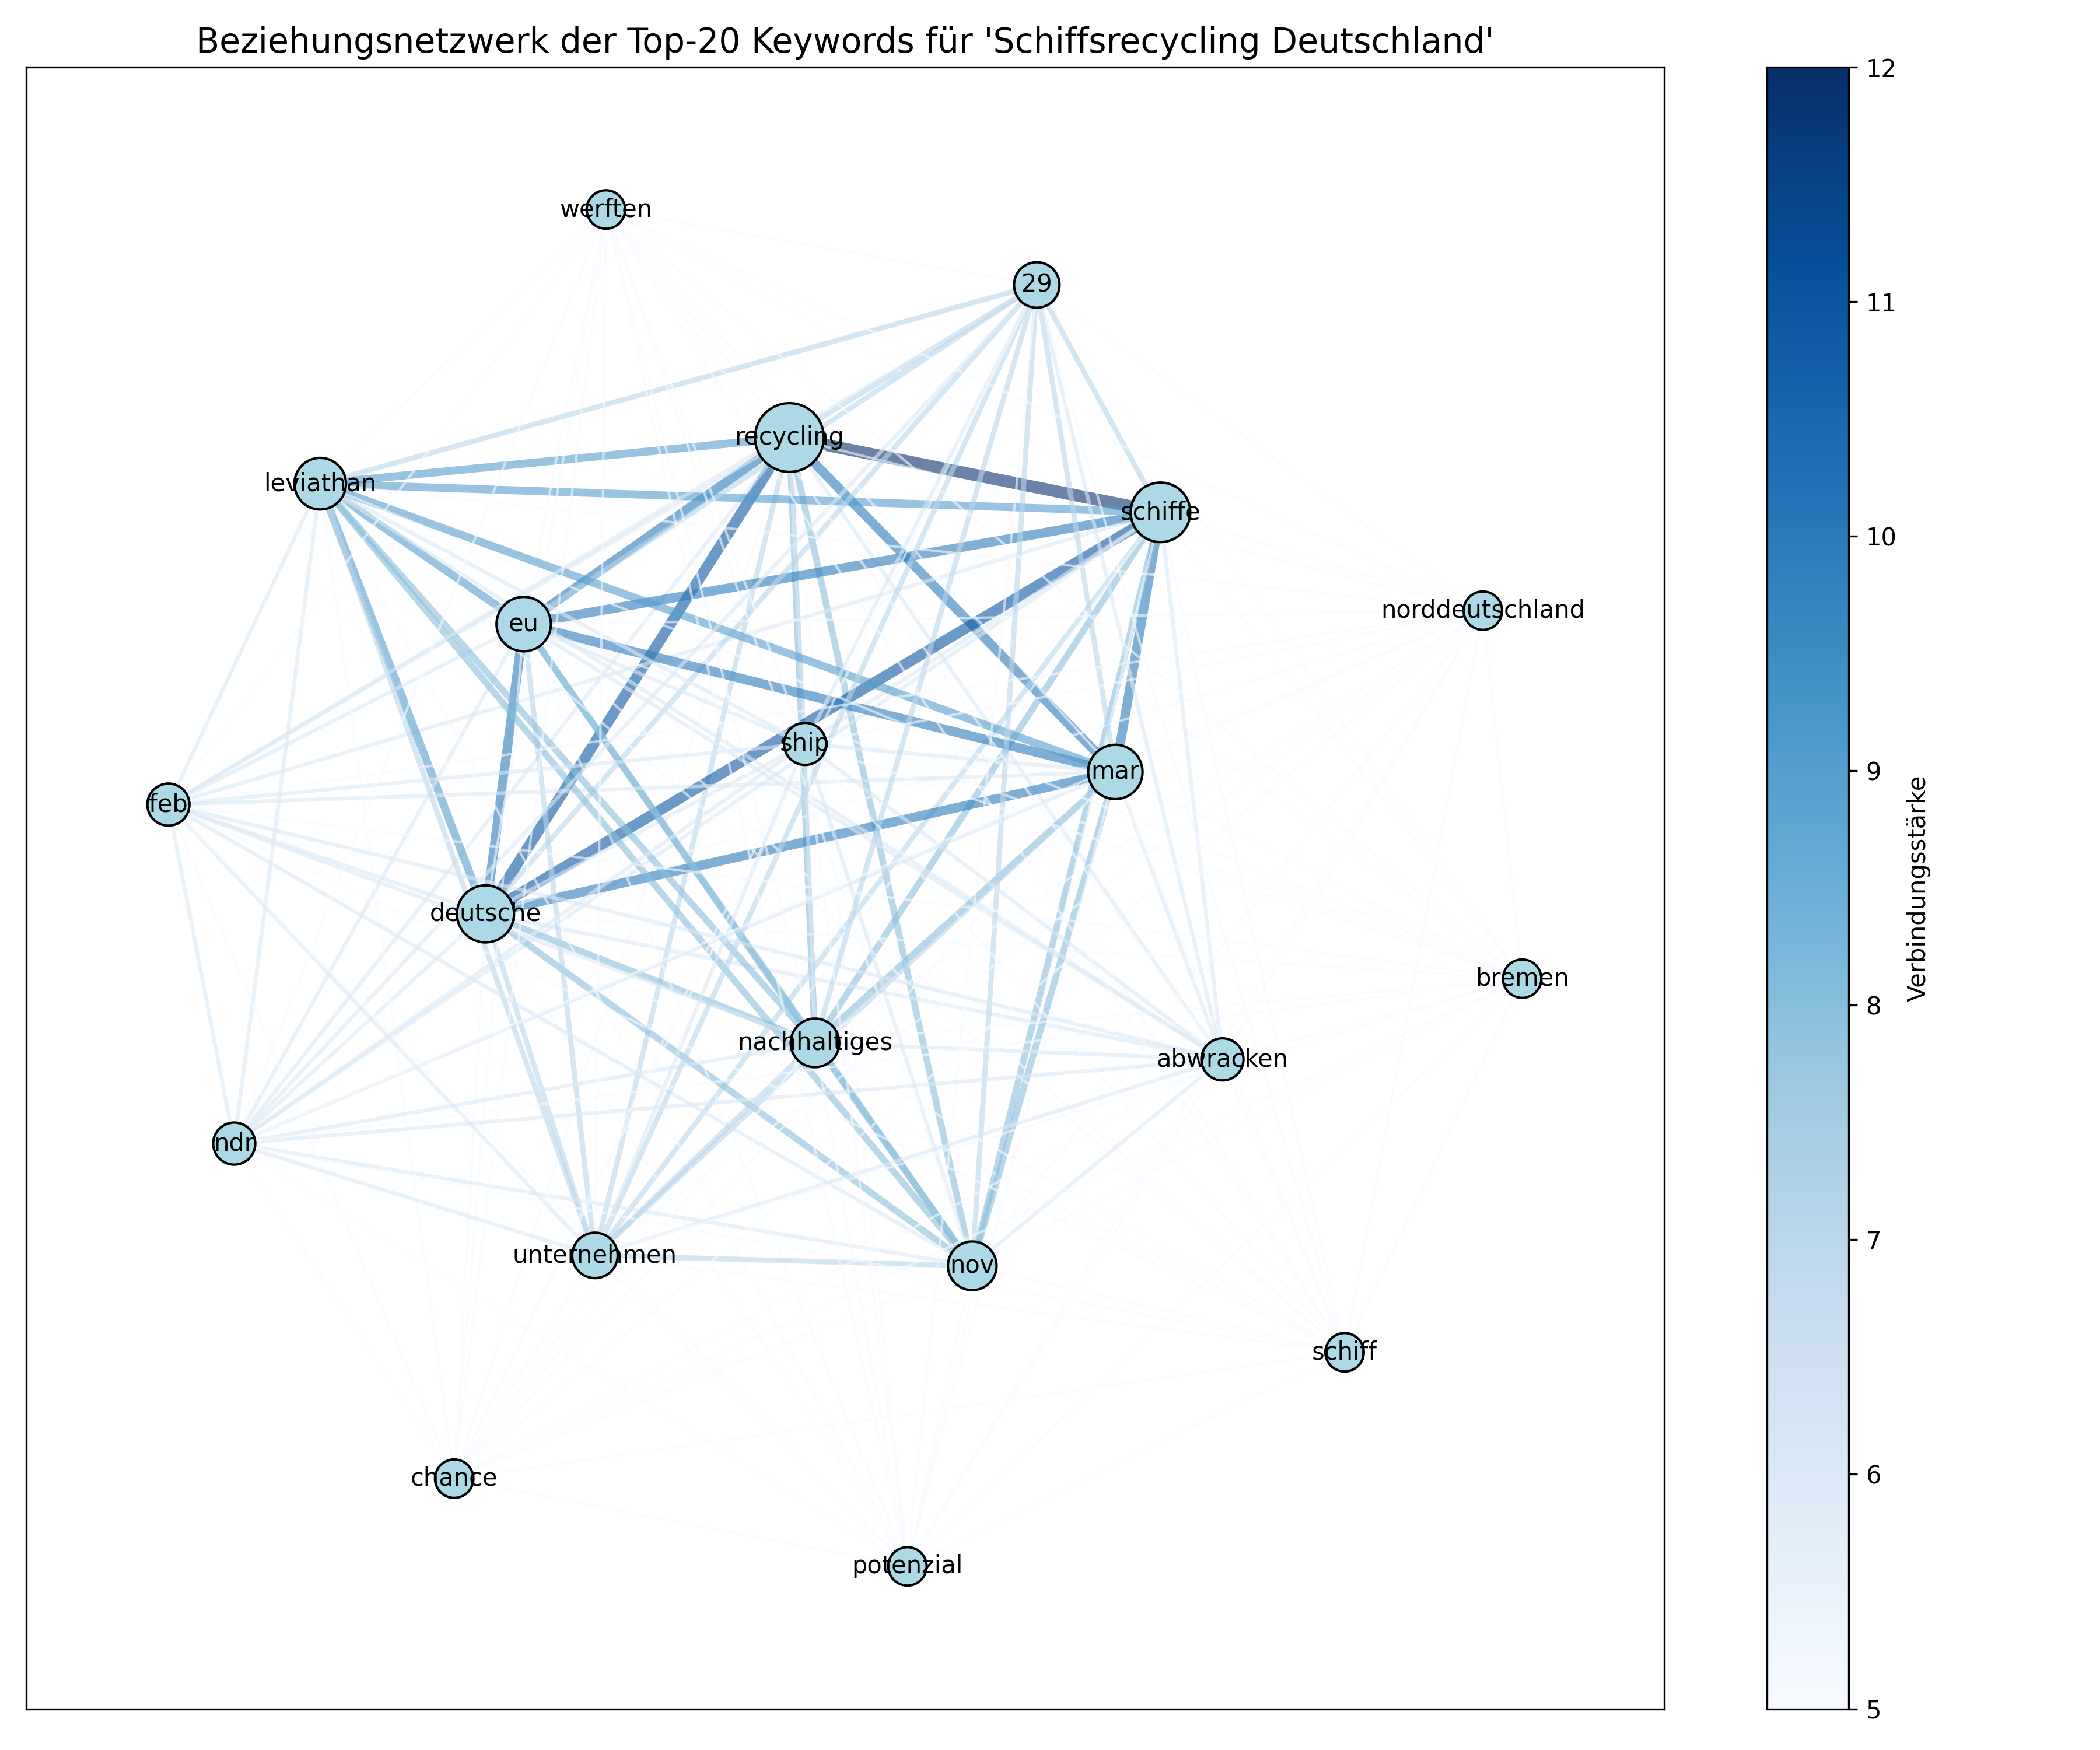 Beziehungsnetzwerk der Top-20 Keywords für 'Schiffsrecycling Deutschland'
werften
29
recycling
leviathan
schiffe
norddeutschland
eu
ship
mar
feb
deutsche
bremen
nachhaltiges
abwracken
ndr
unternehmen
nov
schiff
chance
potenzial
12
11
10
9
8
7
6
5
Verbindungsstärke